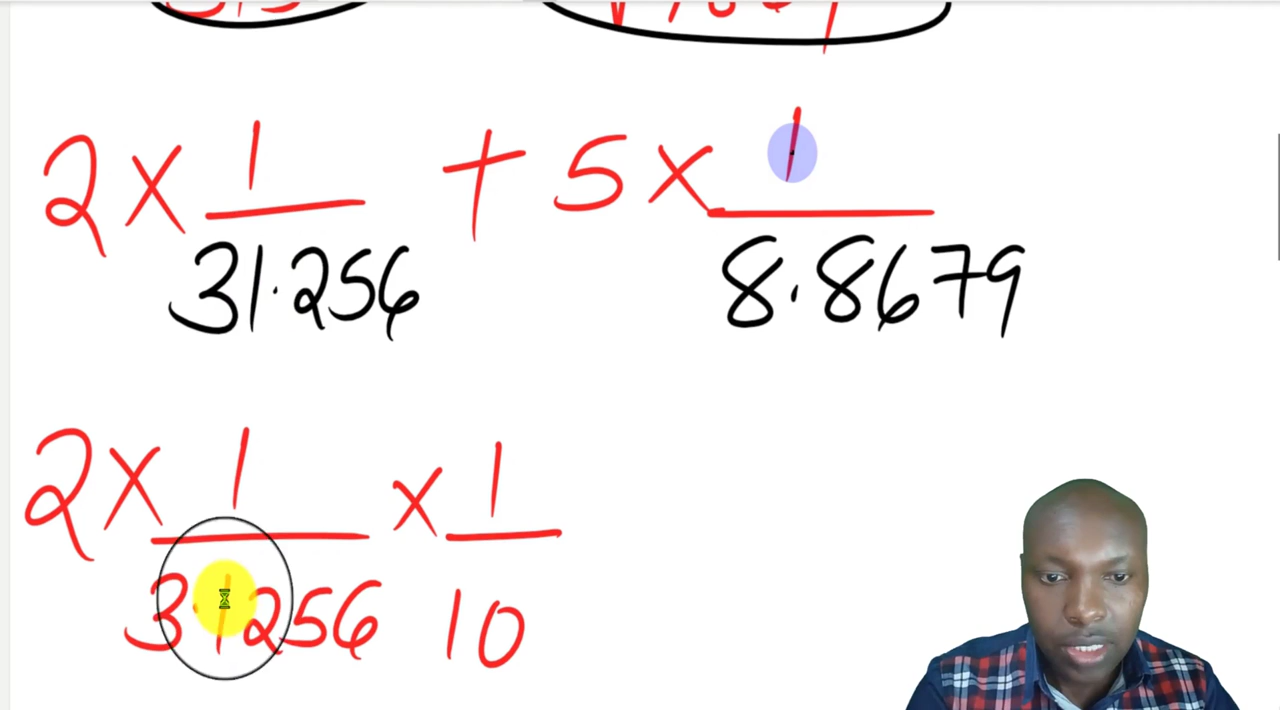 2 × 1/31.256 + 5 × 1/8.8679
2 × 1/3.1256 × 1/10